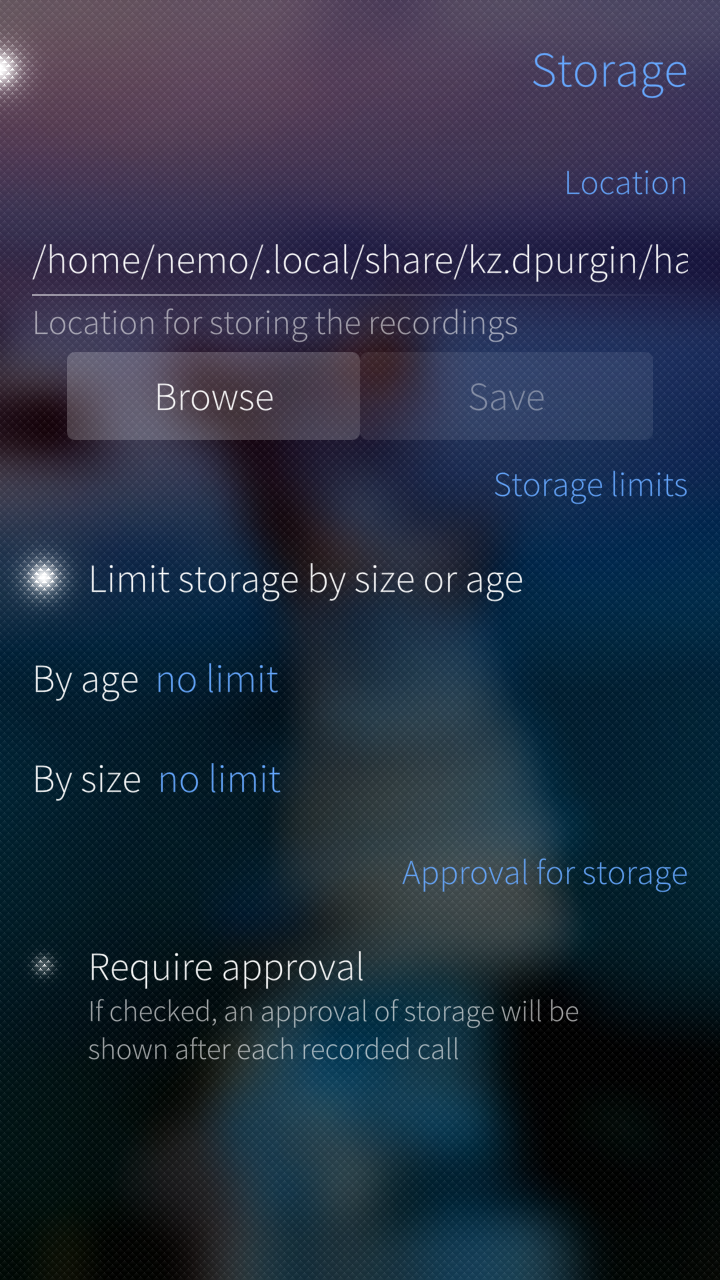 Storage
Location
/home/nemo/.local/share/kz.dpurgin/ha
Location for storing the recordings
Browse Save
Storage limits
Limit storage by size or age
By age no limit
By size no limit
Approval for storage
Require approval
If checked, an approval of storage will be
shown after each recorded call